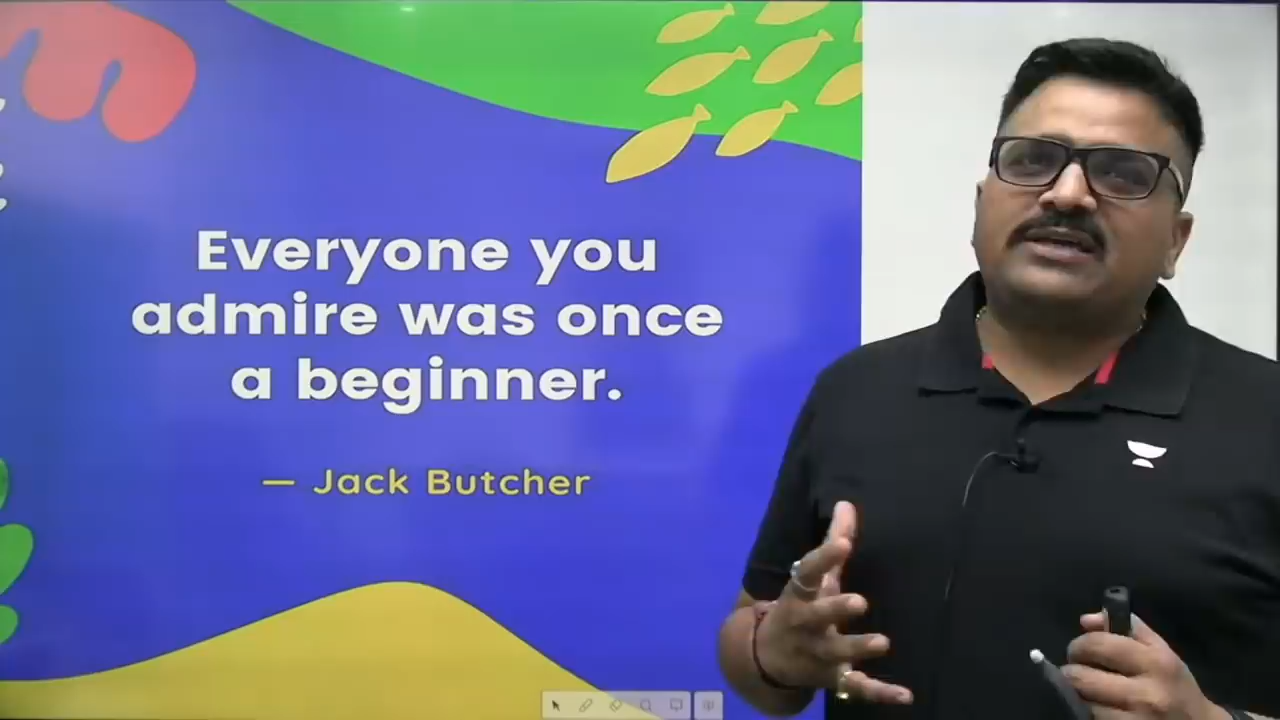 Everyone you
admire was once
a beginner.
— Jack Butcher